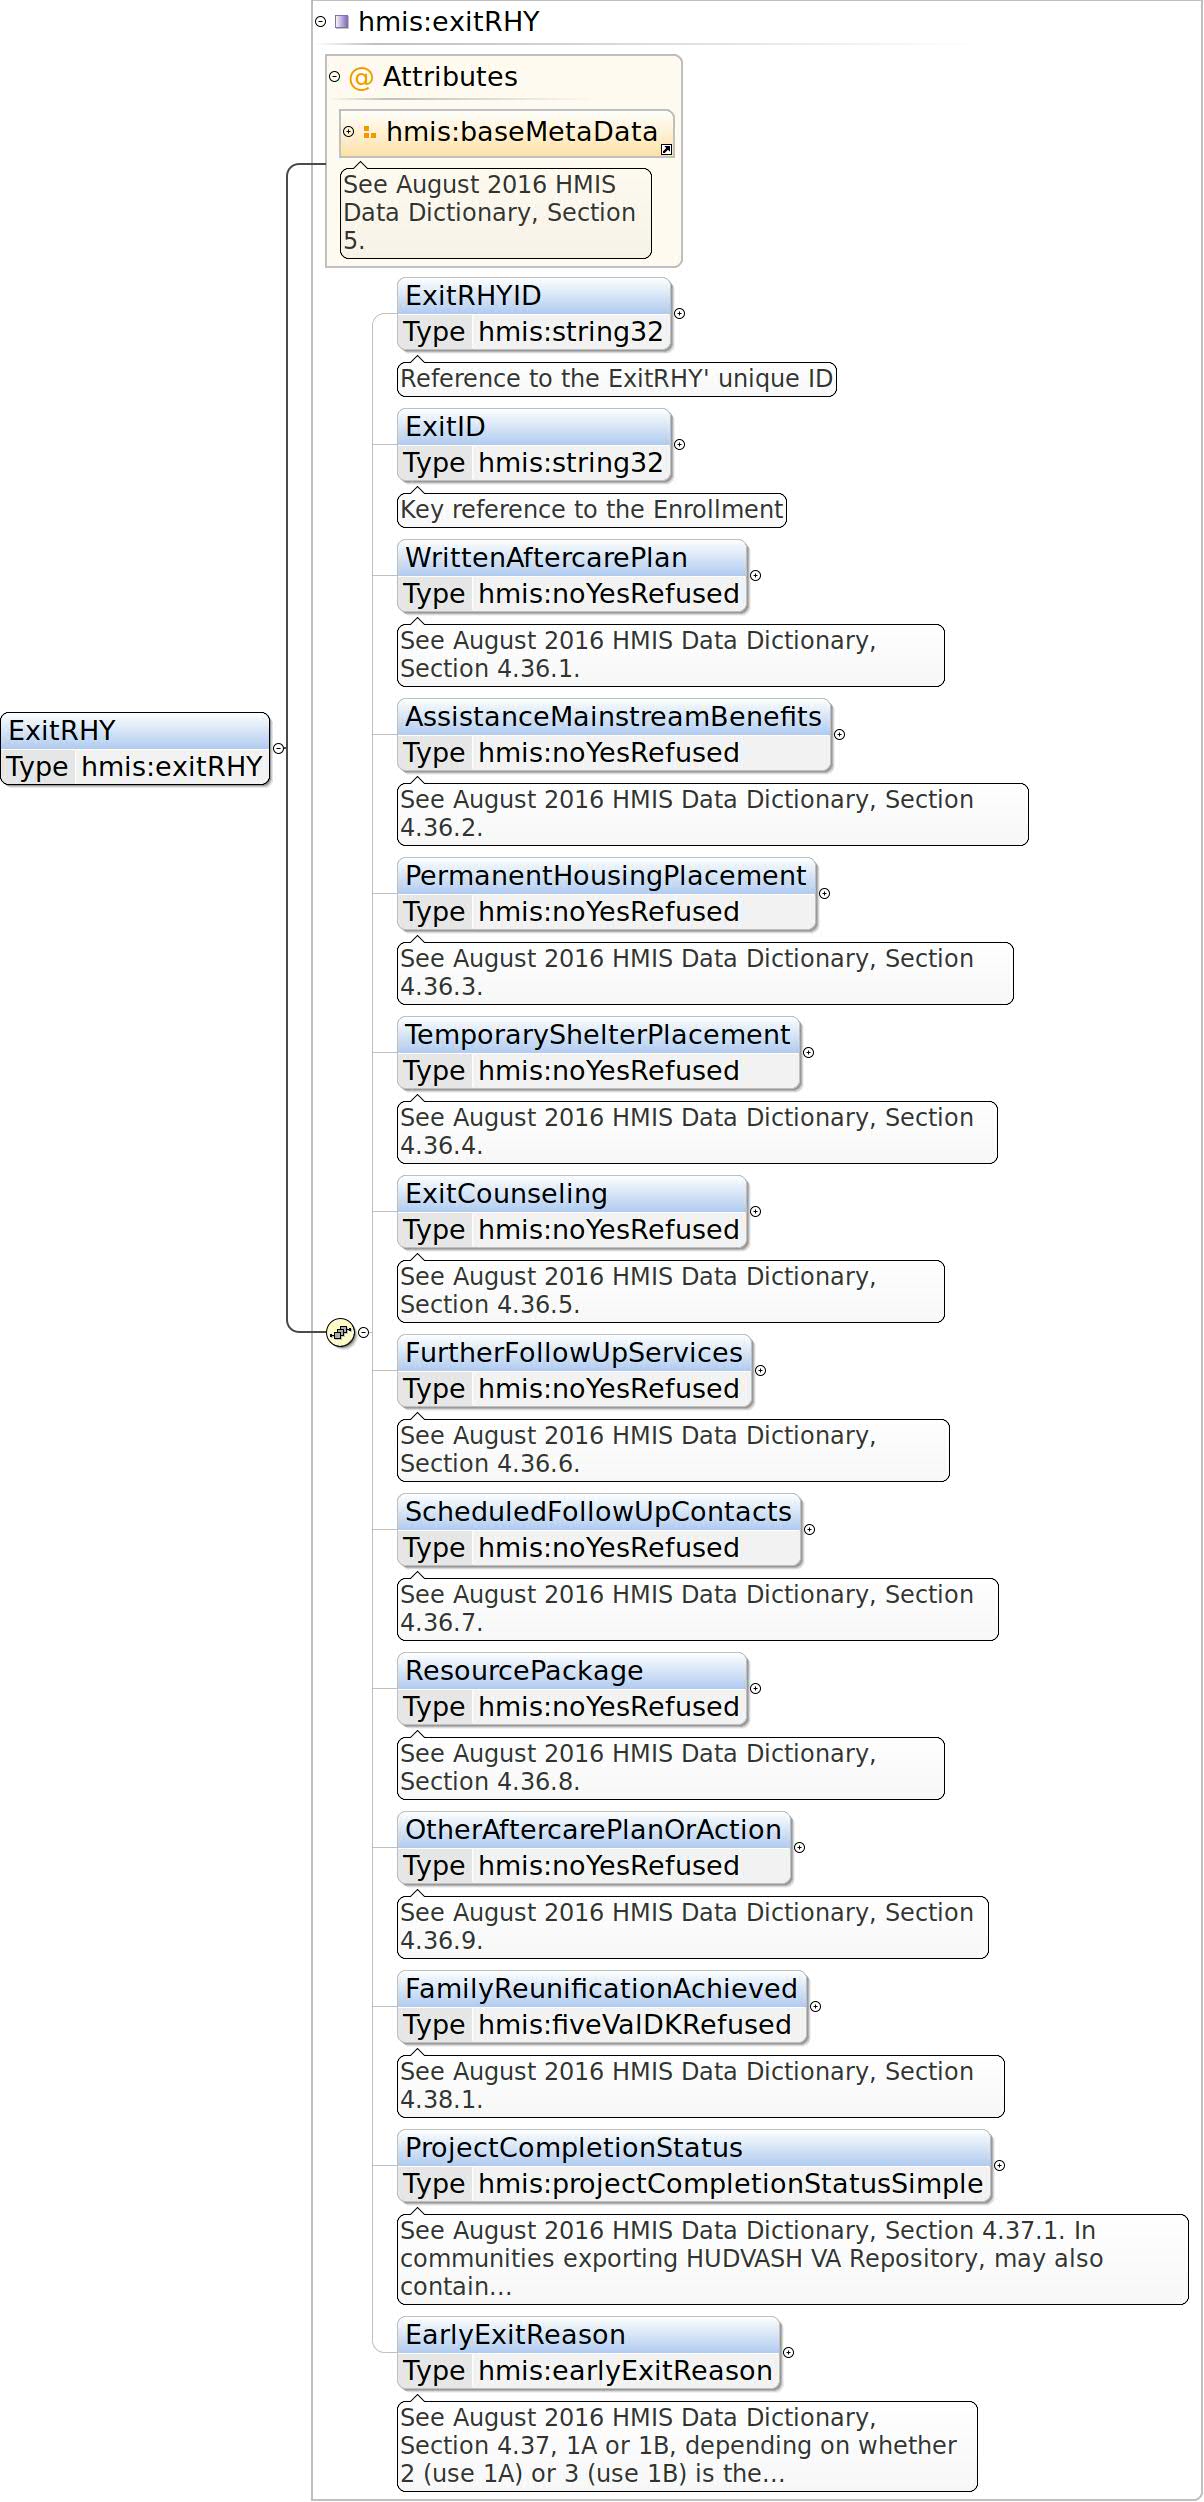 hmis:exitRHY
@ Attributes
hmis:baseMetaData
See August 2016 HMIS
Data Dictionary, Section
5.
ExitRHYID
Type hmis:string32
Reference to the ExitRHY' unique ID
ExitID
Type hmis:string32
Key reference to the Enrollment
WrittenAftercarePlan
Type hmis:noYesRefused
See August 2016 HMIS Data Dictionary,
Section 4.36.1.
AssistanceMainstreamBenefits
Type hmis:noYesRefused
See August 2016 HMIS Data Dictionary, Section
4.36.2.
ExitRHY
Type hmis:exitRHY
PermanentHousingPlacement
Type hmis:noYesRefused
See August 2016 HMIS Data Dictionary, Section
4.36.3.
TemporaryShelterPlacement
Type hmis:noYesRefused
See August 2016 HMIS Data Dictionary, Section
4.36.4.
ExitCounseling
Type hmis:noYesRefused
See August 2016 HMIS Data Dictionary,
Section 4.36.5.
FurtherFollowUpServices
Type hmis:noYesRefused
See August 2016 HMIS Data Dictionary,
Section 4.36.6.
ScheduledFollowUpContacts
Type hmis:noYesRefused
See August 2016 HMIS Data Dictionary, Section
4.36.7.
ResourcePackage
Type hmis:noYesRefused
See August 2016 HMIS Data Dictionary,
Section 4.36.8.
OtherAftercarePlanOrAction
Type hmis:noYesRefused
See August 2016 HMIS Data Dictionary, Section
4.36.9.
FamilyReunificationAchieved
Type hmis:fiveValDKRefused
See August 2016 HMIS Data Dictionary, Section
4.38.1.
ProjectCompletionStatus
Type hmis:projectCompletionStatusSimple
See August 2016 HMIS Data Dictionary, Section 4.37.1. In
communities exporting HUDVASH VA Repository, may also
contain...
EarlyExitReason
Type hmis:earlyExitReason
See August 2016 HMIS Data Dictionary,
Section 4.37, 1A or 1B, depending on whether
2 (use 1A) or 3 (use 1B) is the...